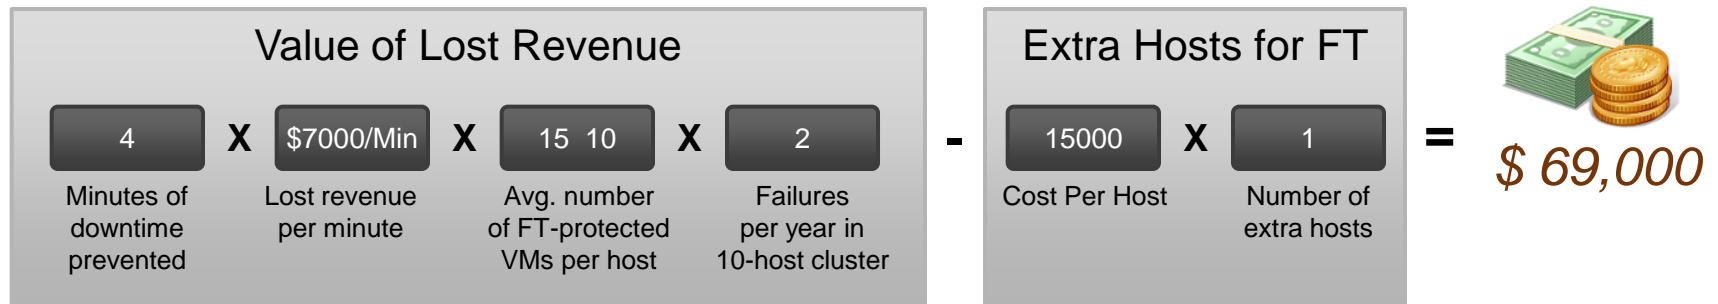 Value of Lost Revenue
4 X $7000/Min X 15 10 X 2
Minutes of
downtime
prevented
Lost revenue
per minute
Avg. number
of FT-protected
VMs per host
Failures
per year in
10-host cluster
-
Extra Hosts for FT
15000 X 1
Cost Per Host
Number of
extra hosts
=
$ 69,000